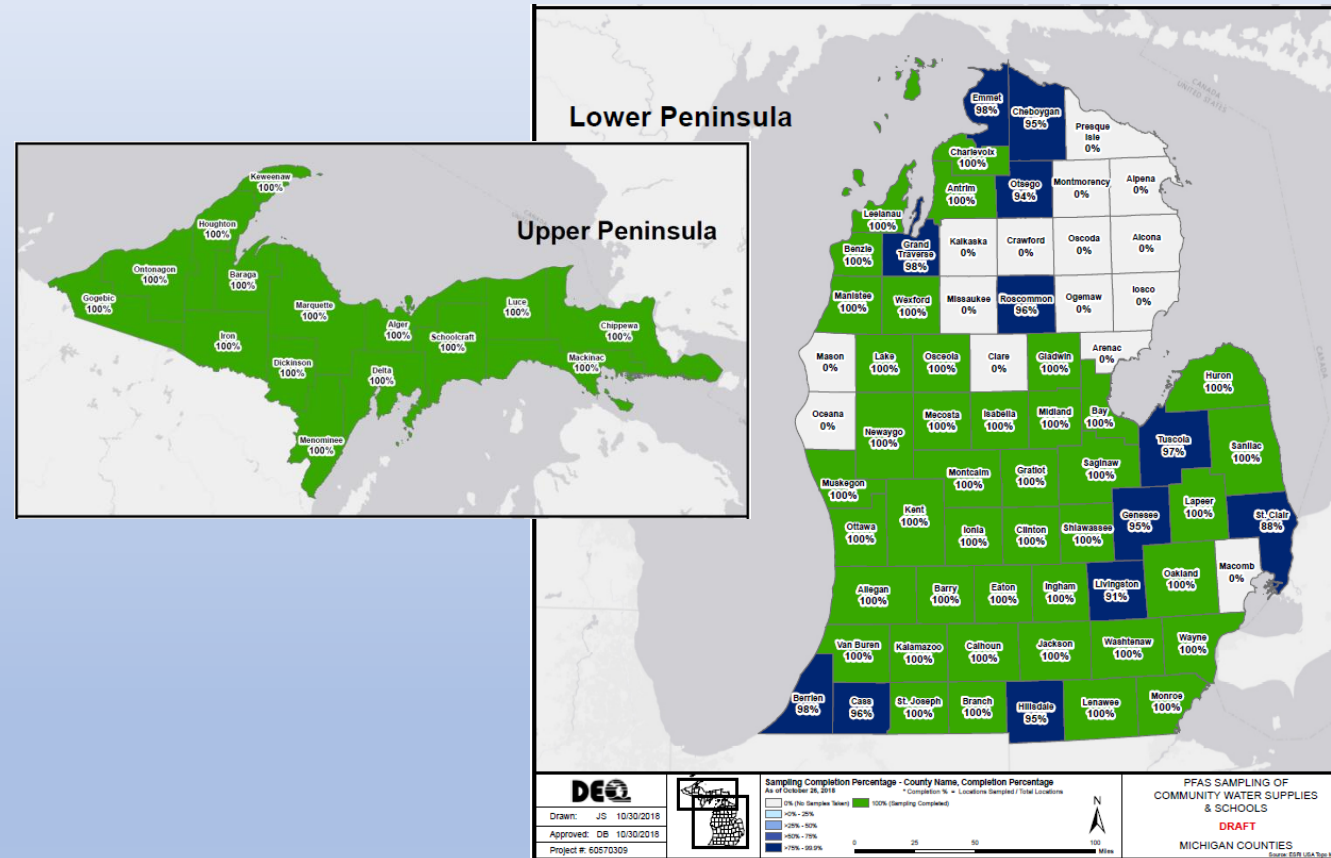 Lower Peninsula
Emmet
98%
Cheboygan
95%
Presque
Isle
0%
Charlevoix
100%
Antrim
100%
Otsego
94%
Montmorency
0%
Alpena
0%
Leelanau
100%
Benzie
100%
Grand
Traverse
98%
Kalkaska
0%
Crawford
0%
Oscoda
0%
Alcona
0%
Manistee
100%
Wexford
100%
Missaukee
0%
Roscommon
96%
Ogemaw
0%
Iosco
0%
Mason
0%
Lake
100%
Osceola
100%
Clare
0%
Gladwin
100%
Arenac
0%
Huron
100%
Oceana
0%
Newaygo
100%
Mecosta
100%
Isabella
100%
Midland
100%
Bay
100%
Tuscola
97%
Sanilac
100%
Muskegon
100%
Montcalm
100%
Gratiot
100%
Saginaw
100%
Ottawa
100%
Kent
100%
Ionia
100%
Clinton
100%
Shiawassee
100%
Genesee
95%
Lapeer
100%
St. Clair
88%
Allegan
100%
Barry
100%
Eaton
100%
Ingham
100%
Livingston
91%
Oakland
100%
Macomb
0%
Van Buren
100%
Kalamazoo
100%
Calhoun
100%
Jackson
100%
Washtenaw
100%
Wayne
100%
Berrien
98%
Cass
96%
St. Joseph
100%
Branch
100%
Hillsdale
95%
Lenawee
100%
Monroe
100%
CANADA
UNITED STATES
Upper Peninsula
Keweenaw
100%
Houghton
100%
Ontonagon
100%
Gogebic
100%
Baraga
100%
Iron
100%
Marquette
100%
Dickinson
100%
Menominee
100%
Alger
100%
Delta
100%
Schoolcraft
100%
Luce
100%
Mackinac
100%
Chippewa
100%
DEQ
Drawn: JS 10/30/2018
Approved: DB 10/30/2018
Project #: 60570309
Sampling Completion Percentage - County Name, Completion Percentage
As of October 26, 2018
* Completion % = Locations Sampled / Total Locations
0% (No Samples Taken)
100% (Sampling Completed)
>0% - 25%
>25% - 50%
>50% - 75%
>75% - 99.9%
N
0 25 50 100
Miles
PFAS SAMPLING OF
COMMUNITY WATER SUPPLIES
& SCHOOLS
DRAFT
MICHIGAN COUNTIES
Source: ESRI USA Topo